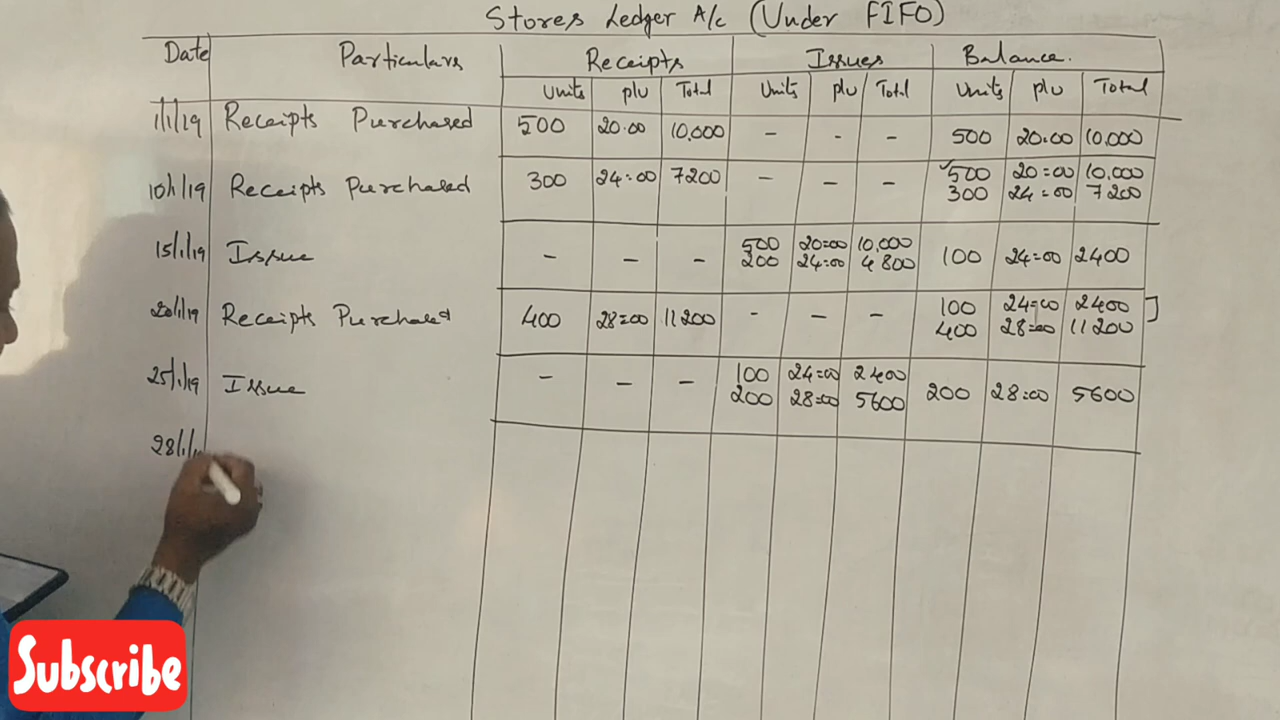 Stores Ledger A/c (Under FIFO)
Date Particulars Receipts Issues Balance.
Units p/u Total Units p/u Total Units p/u Total
1/1/19 Receipts Purchased 500 20.00 10,000 - - - 500 20.00 10,000
10/1/19 Receipts Purchased 300 24=00 7200 - - - 500 20=00 10,000
300 24=00 7200
15/1/19 Issue - - - 500 20=00 10,000 100 24=00 2400
200 24=00 4800
20/1/19 Receipts Purchased 400 28=00 11200 - - - 100 24=00 2400
400 28=00 11200
25/1/19 Issue - - - 100 24=00 2400 200 28=00 5600
200 28=00 5600
28/1/1
Subscribe